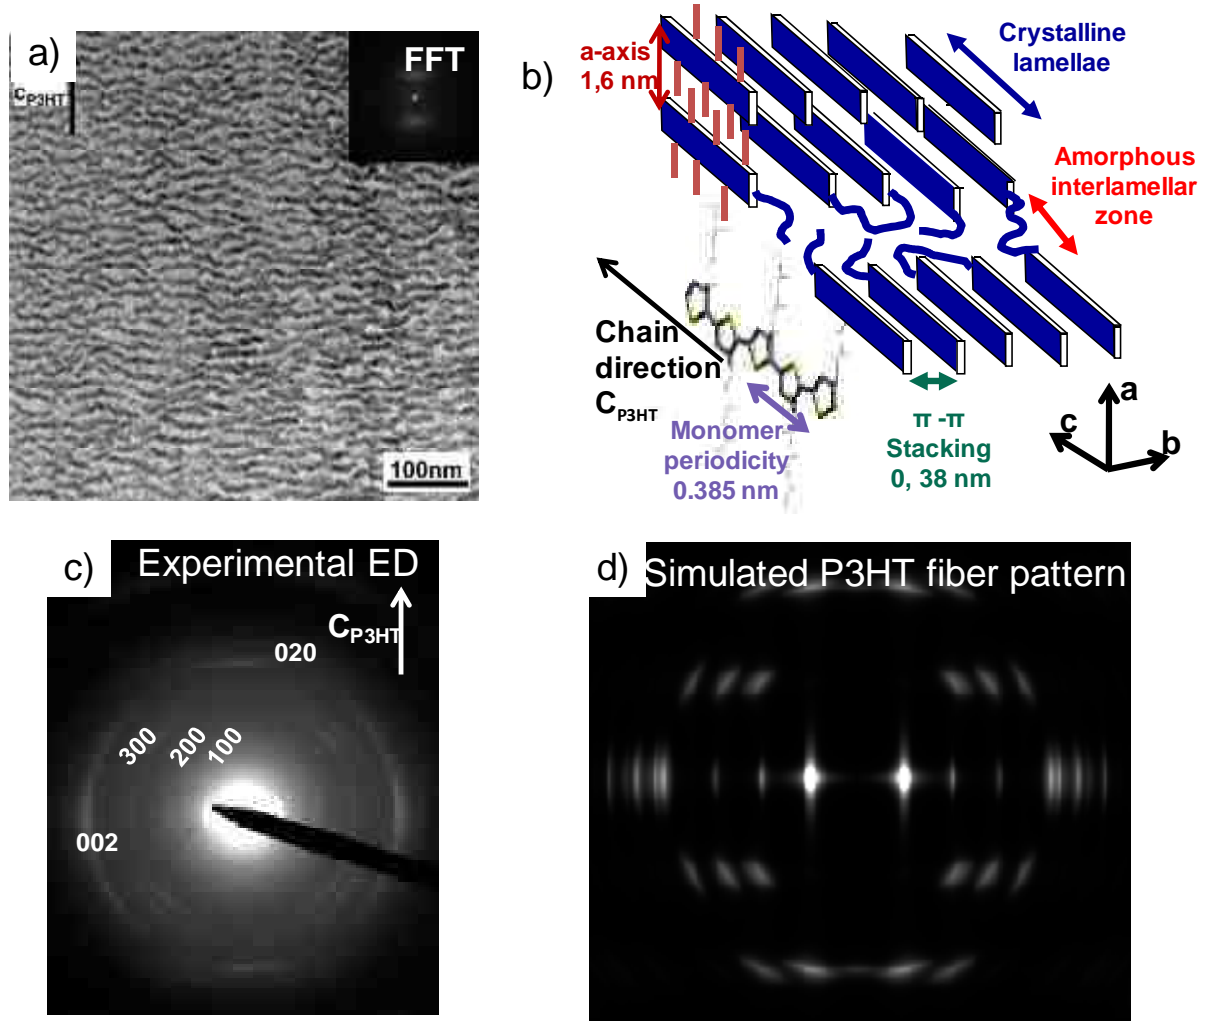 a)
FFT
CP3HT
100nm
b)
a-axis
1,6 nm
Crystalline
lamellae
Amorphous
interlamellar
zone
Chain
direction
CP3HT
Monomer
periodicity
0.385 nm
π -π
Stacking
0, 38 nm
a
c
b
c)
Experimental ED
CP3HT
020
300
200
100
002
d)
Simulated P3HT fiber pattern